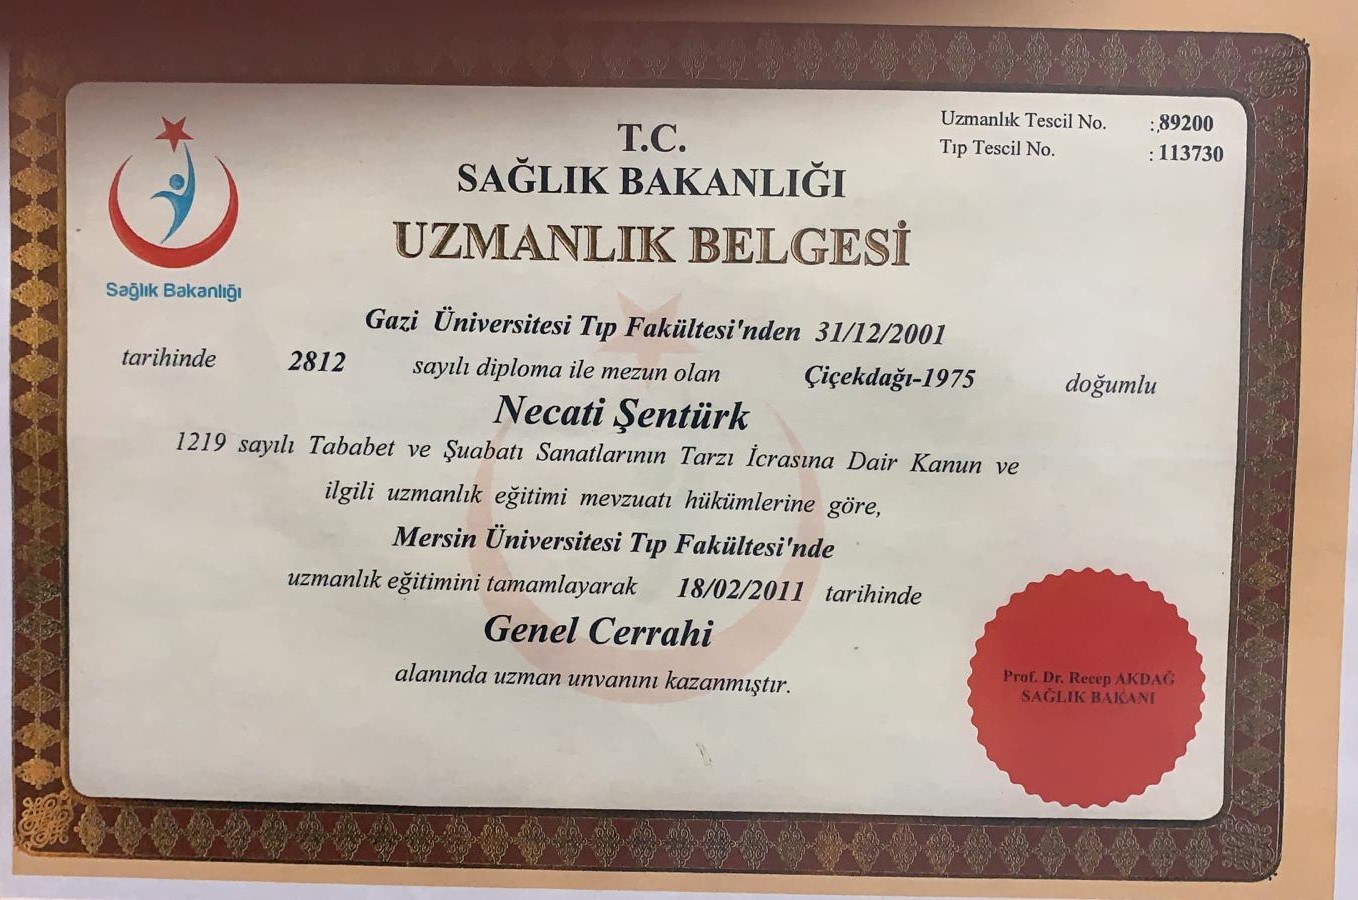 Uzmanlık Tescil No. : 89200
Tıp Tescil No. : 113730
T.C.
SAĞLIK BAKANLIĞI
UZMANLIK BELGESİ
Sağlık Bakanlığı
Gazi Üniversitesi Tıp Fakültesi'nden 31/12/2001
tarihinde 2812 sayılı diploma ile mezun olan Çiçekdağı-1975 doğumlu
Necati Şentürk
1219 sayılı Tababet ve Şuabatı Sanatlarının Tarzı İcrasına Dair Kanun ve
ilgili uzmanlık eğitimi mevzuatı hükümlerine göre,
Mersin Üniversitesi Tıp Fakültesi'nde
uzmanlık eğitimini tamamlayarak 18/02/2011 tarihinde
Genel Cerrahi
alanında uzman unvanını kazanmıştır.
Prof. Dr. Recep AKDAĞ
SAĞLIK BAKANI